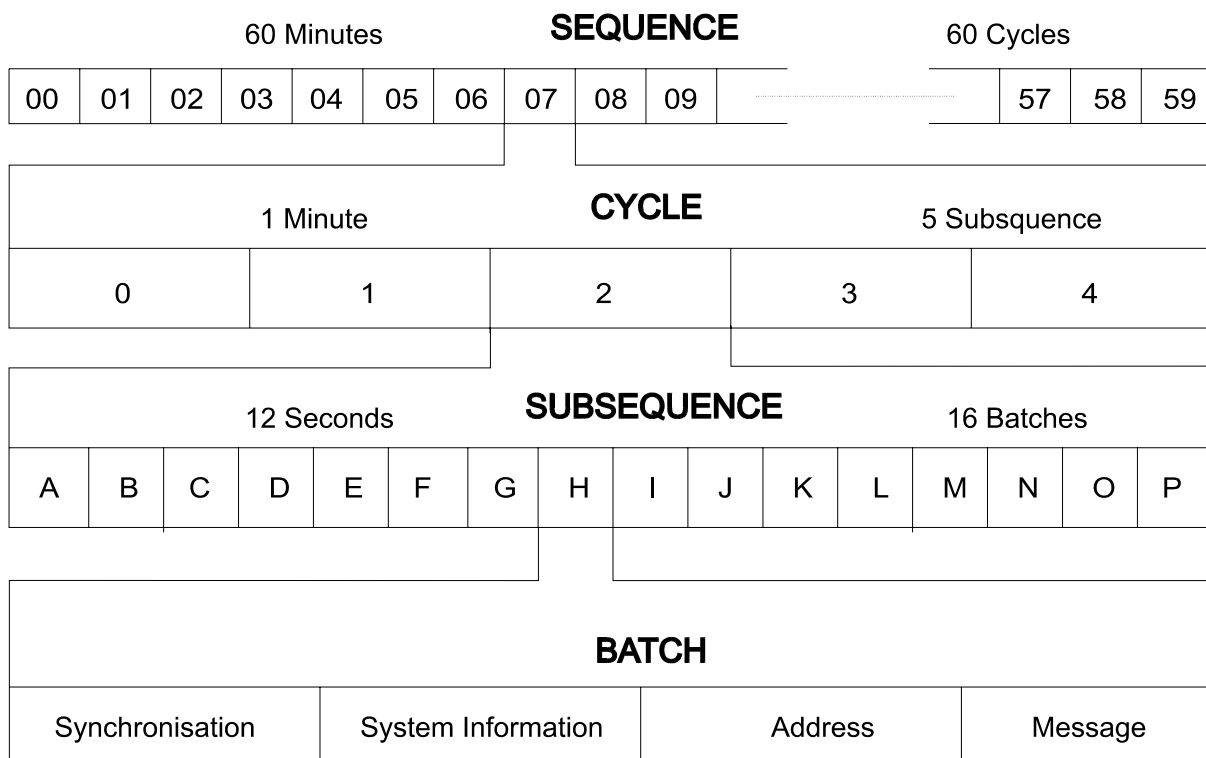 60 Minutes SEQUENCE 60 Cycles
00 01 02 03 04 05 06 07 08 09 57 58 59
1 Minute CYCLE 5 Subsquence
0 1 2 3 4
12 Seconds SUBSEQUENCE 16 Batches
A B C D E F G H I J K L M N O P
BATCH
Synchronisation System Information Address Message